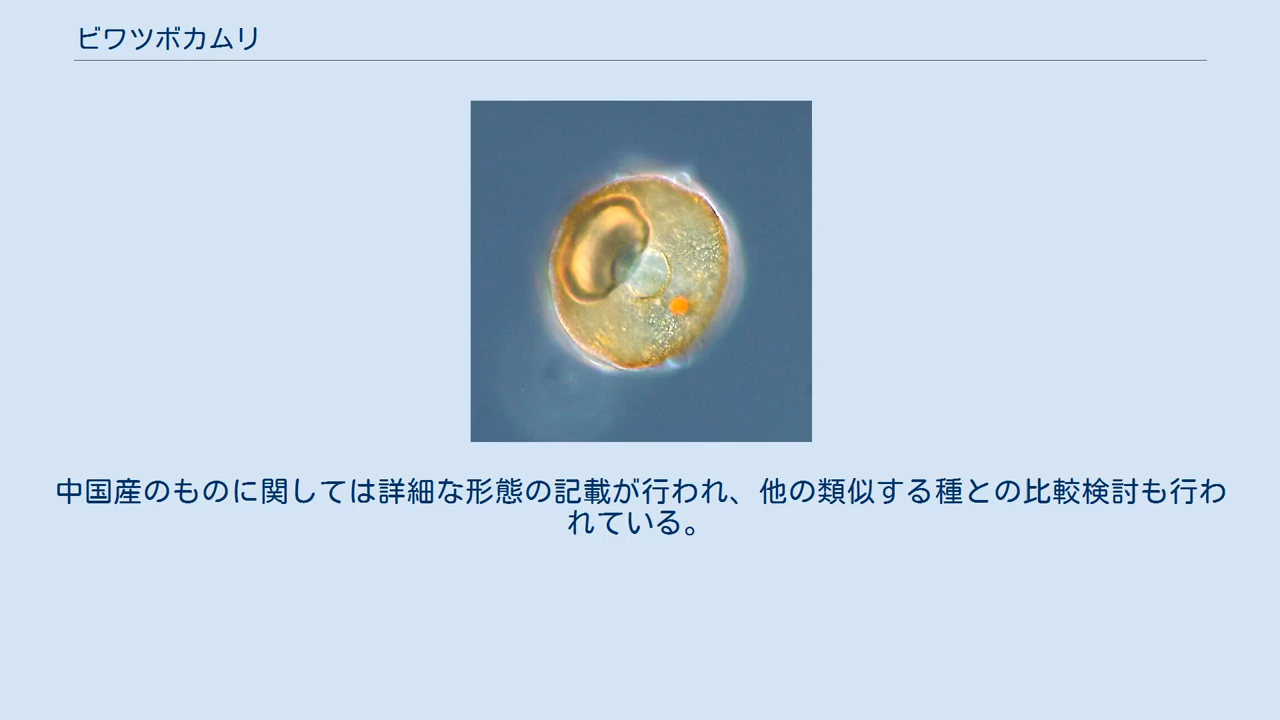 ビワツボカムリ
中国産のものに関しては詳細な形態の記載が行われ、他の類似する種との比較検討も行わ
れている。